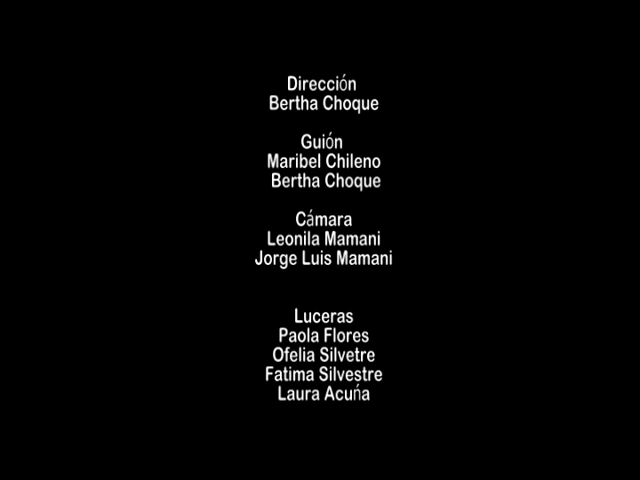 Dirección
Bertha Choque
Guión
Maribel Chileno
Bertha Choque
Cámara
Leonila Mamani
Jorge Luis Mamani
Luceras
Paola Flores
Ofelia Silvetre
Fatima Silvestre
Laura Acuńa